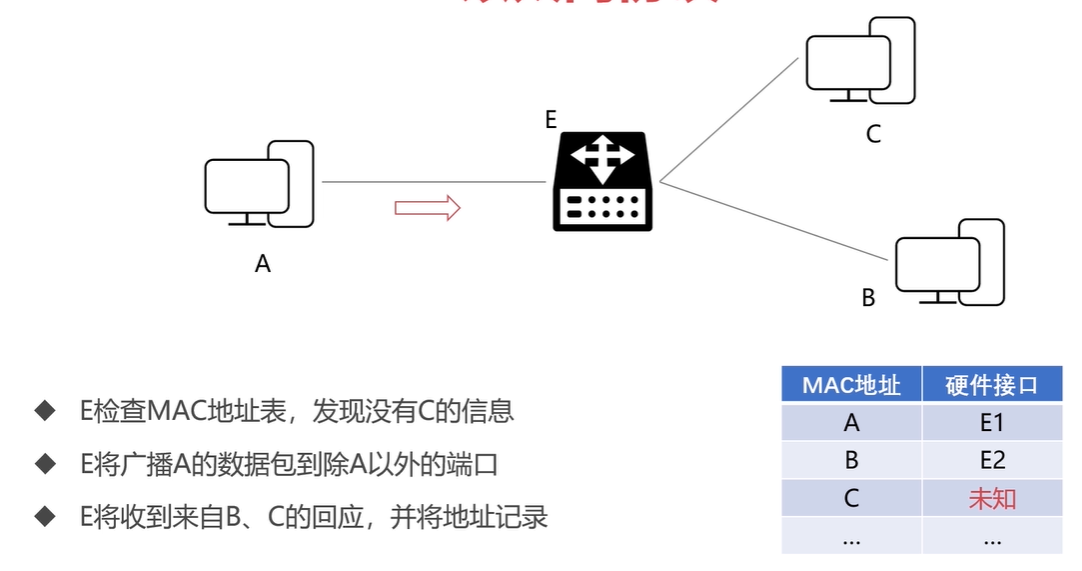 E
C
A
B
E检查MAC地址表，发现没有C的信息
E将广播A的数据包到除A以外的端口
E将收到来自B、C的回应，并将地址记录
MAC地址 硬件接口
A E1
B E2
C 未知
... ...